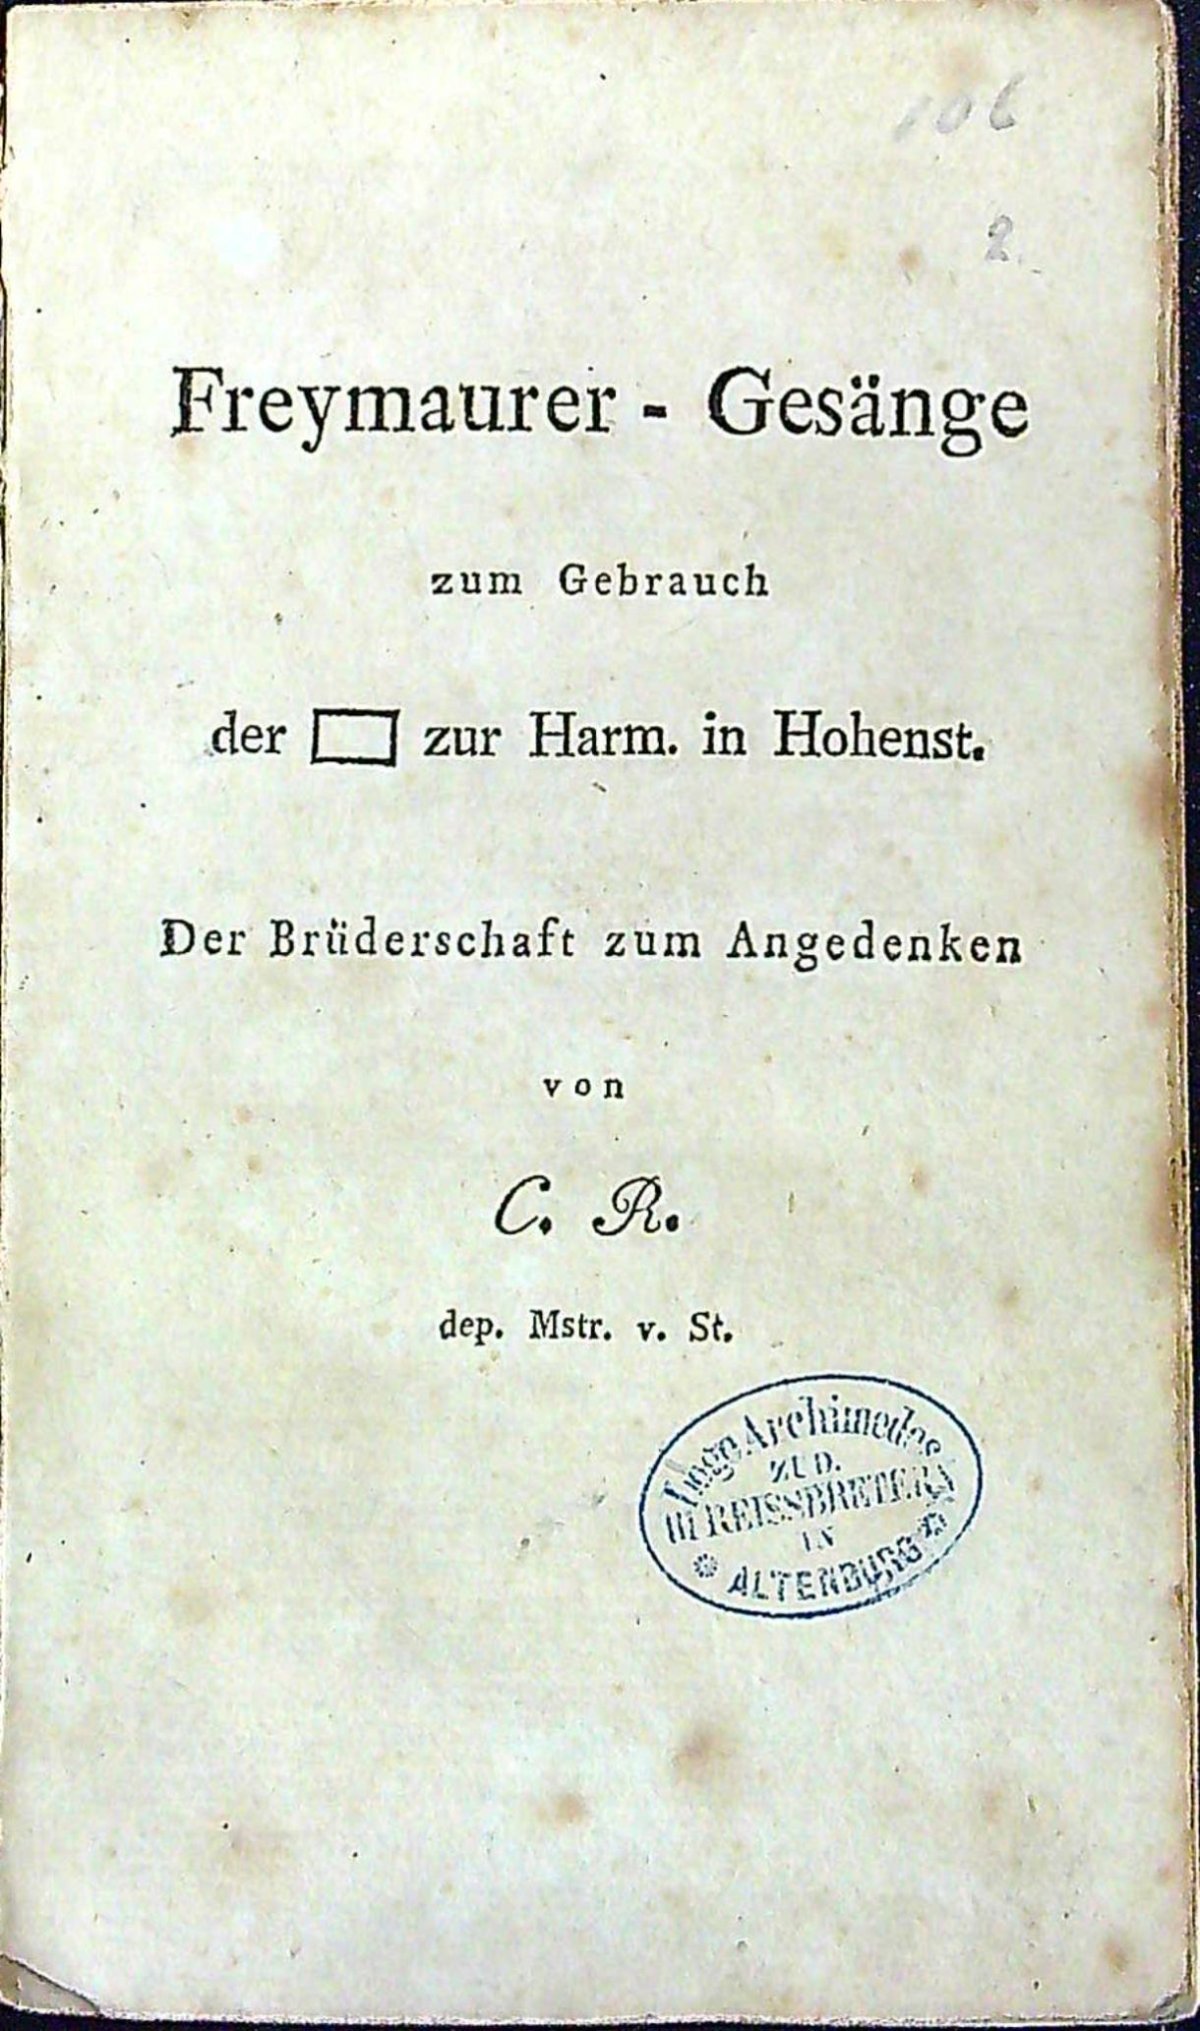 106
2.
Freymaurer - Gesänge
zum Gebrauch
der ▭ zur Harm. in Hohenst.
Der Brüderschaft zum Angedenken
von
C. R.
dep. Mstr. v. St.
Loge Archimedes
ZU D.
III REISSBRETERN
IN
ALTENBURG